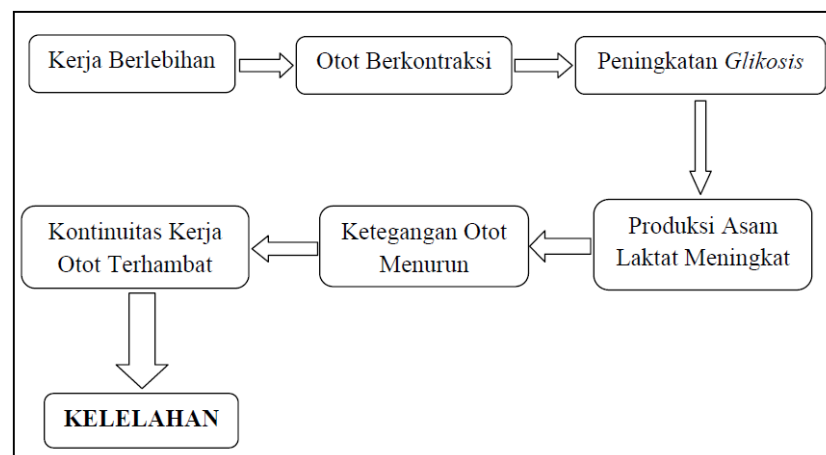 Kerja Berlebihan
Otot Berkontraksi
Peningkatan Glikosis
Produksi Asam
Laktat Meningkat
Ketegangan Otot
Menurun
Kontinuitas Kerja
Otot Terhambat
KELELAHAN